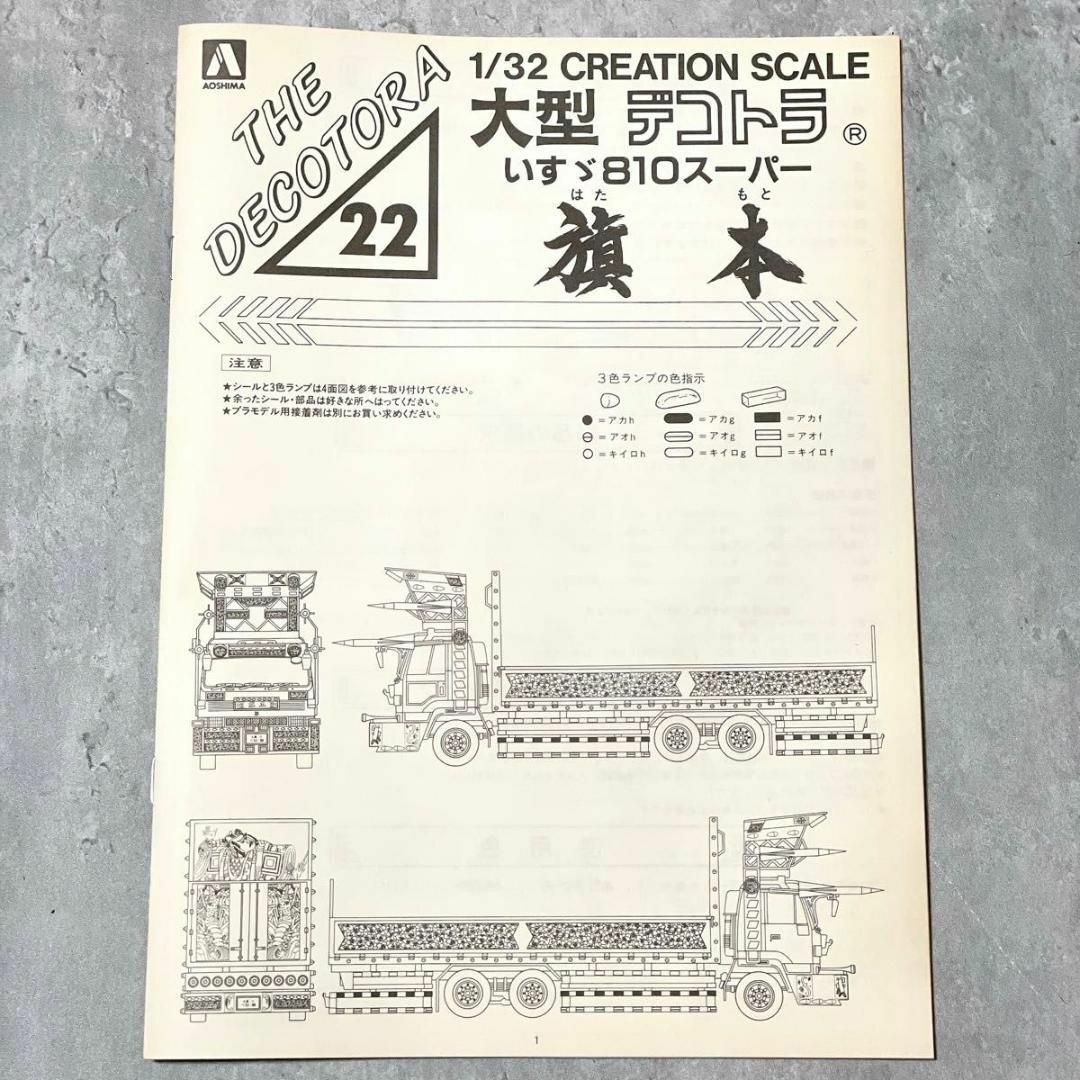 AOSHIMA
THE
DECOTORA
22
1/32 CREATION SCALE
大型 デコトラ ®
いすゞ810スーパー
はた もと
旗 本
注意
★シールと3色ランプは4面図を参考に取り付けてください。
★余ったシール・部品は好きな所へはってください。
★プラモデル用接着剤は別にお買い求めください。
3色ランプの色指示
=アカh =アカg =アカf
=アオh =アオg =アオf
=キイロh =キイロg =キイロf
1